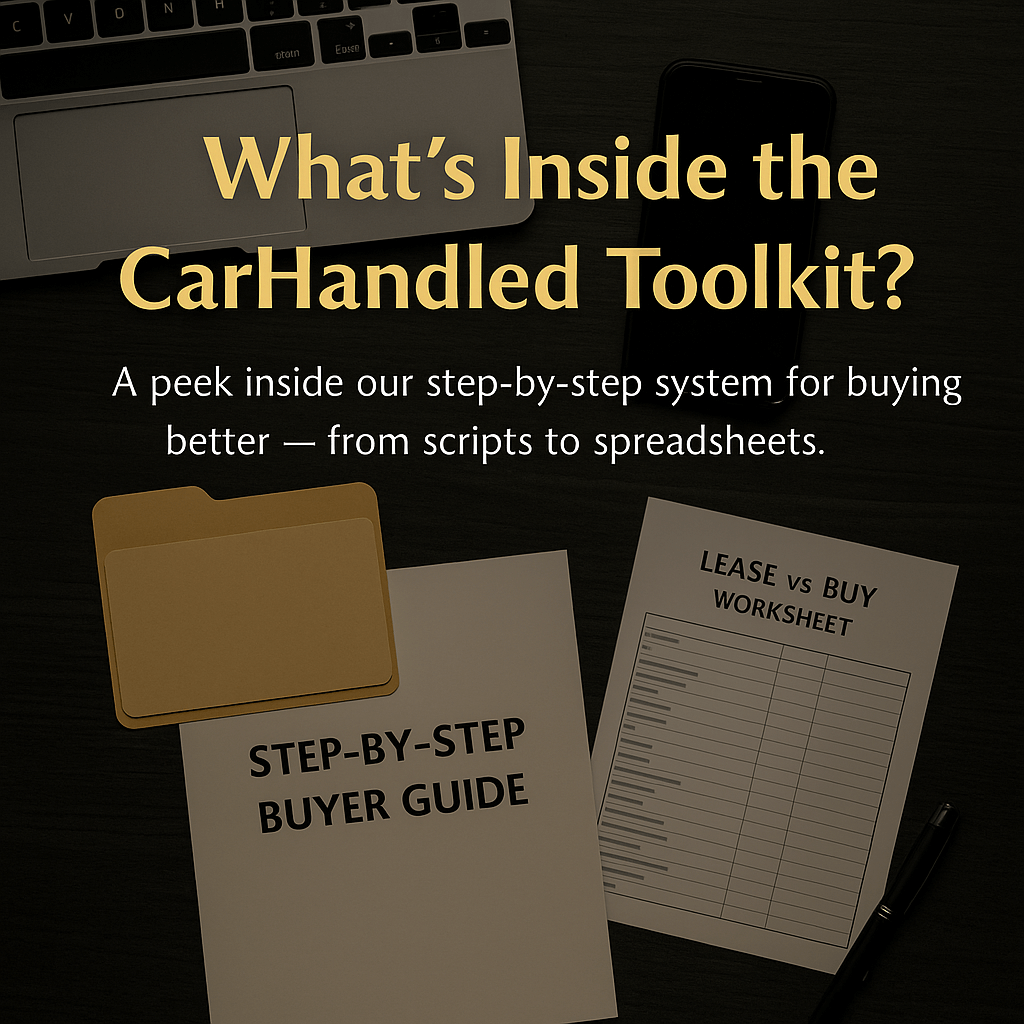 C V O N H
Ease
What's Inside the
CarHandled Toolkit?
A peek inside our step-by-step system for buying
better — from scripts to spreadsheets.
LEASE vs BUY
WORKSHEET
STEP-BY-STEP
BUYER GUIDE